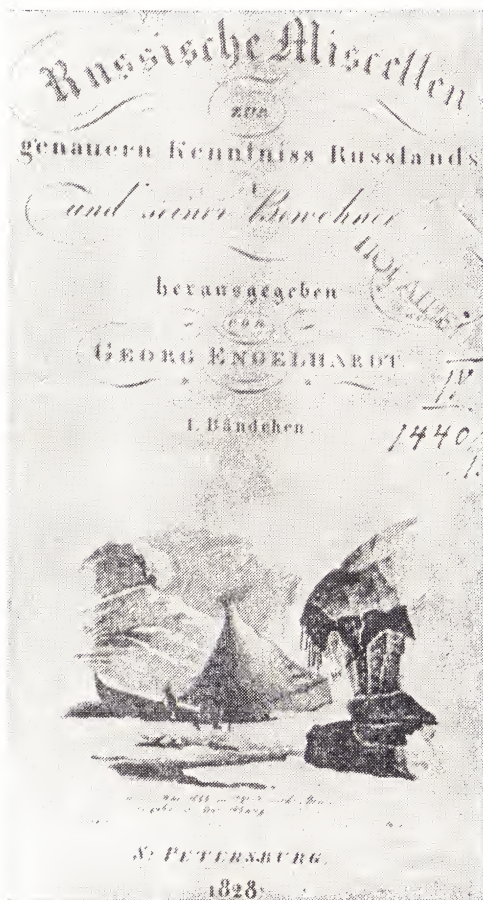 Russische Miscellen
zur
genauern Kenntniss Russlands
und seiner Bewohner
herausgegeben
von
GEORG ENGELHARDT
IV.
1440
1.
I. Bändchen
St PETERSBURG.
1828.